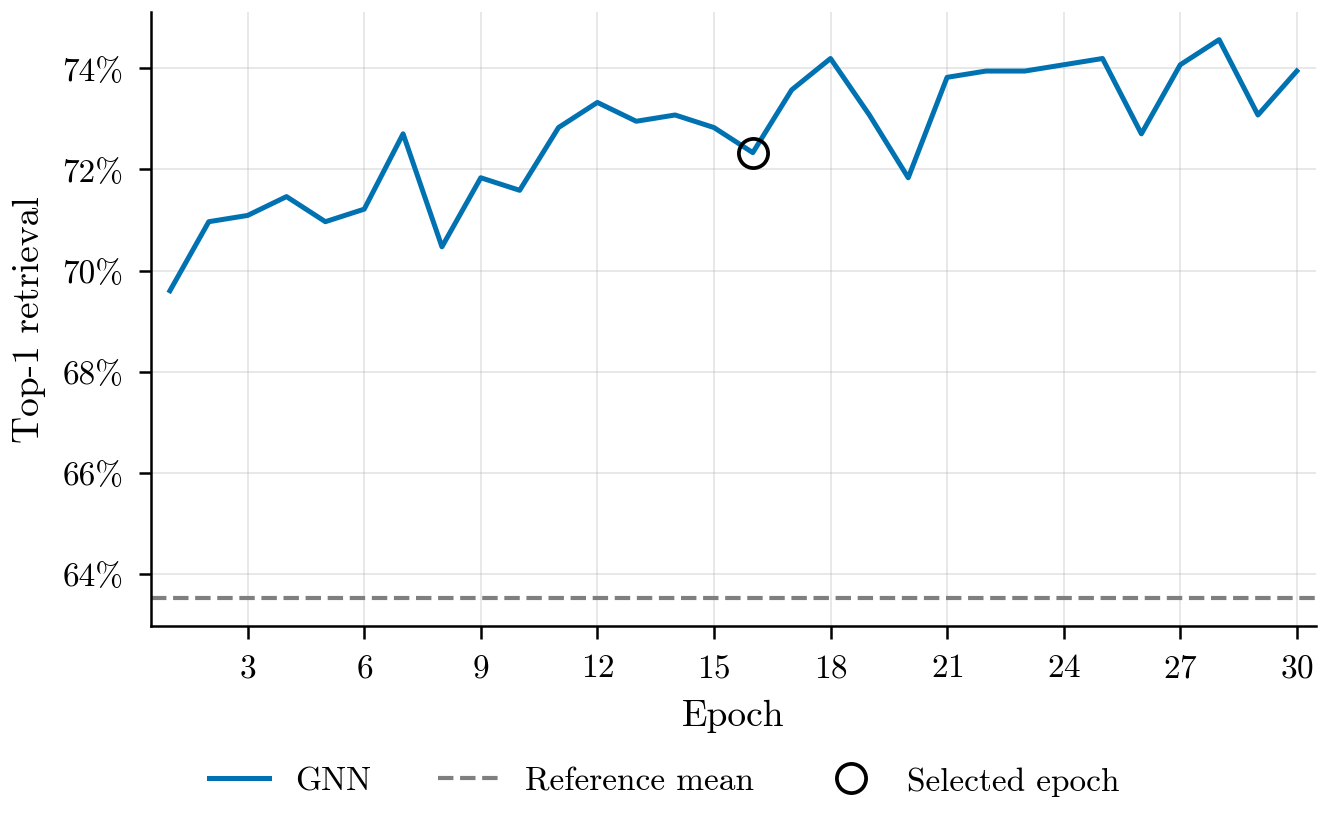 74%
72%
70%
68%
66%
64%
Top-1 retrieval
3 6 9 12 15 18 21 24 27 30
Epoch
GNN Reference mean Selected epoch